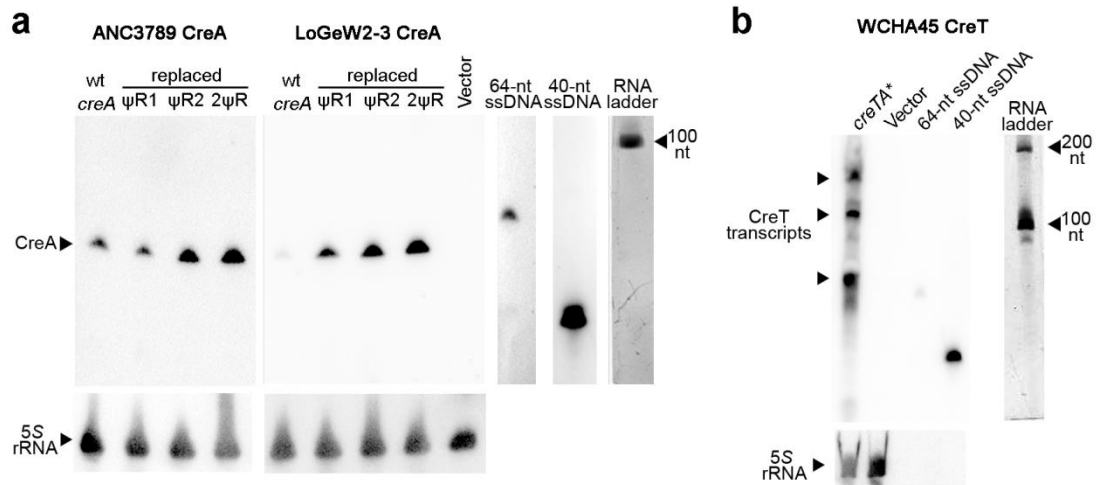 a
ANC3789 CreA
LoGeW2-3 CreA
wt
creA
replaced
ψR1 ψR2 2ψR
wt
creA
replaced
ψR1 ψR2 2ψR
Vector
64-nt
ssDNA
40-nt
ssDNA
RNA
ladder
100
nt
CreA
5S
rRNA
b
WCHA45 CreT
creTA*
Vector
64-nt ssDNA
40-nt ssDNA
RNA
ladder
200
nt
CreT
transcripts
100
nt
5S
rRNA